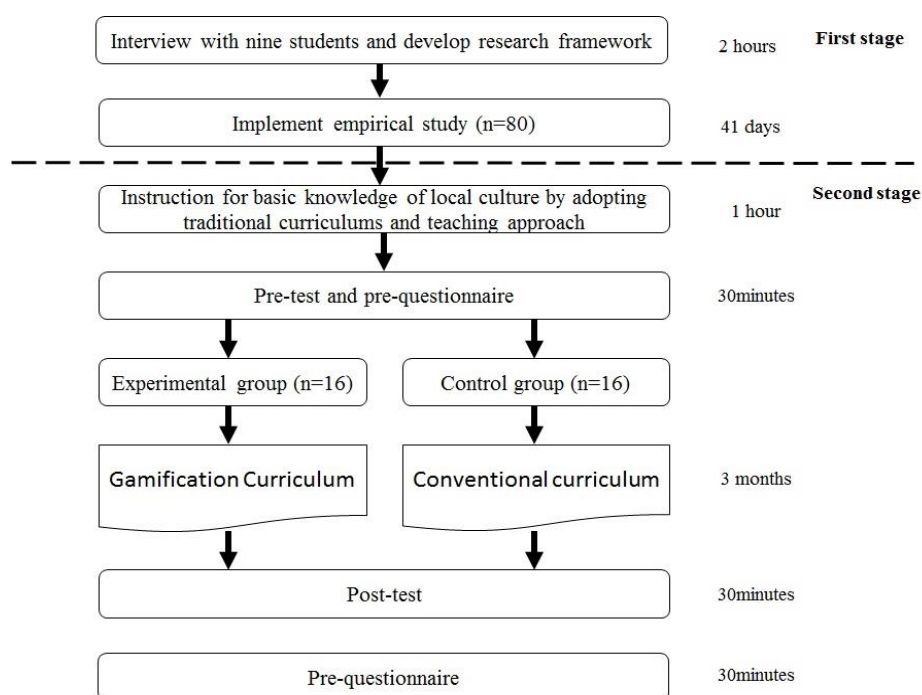 Interview with nine students and develop research framework
2 hours
First stage
Implement empirical study (n=80)
41 days
Second stage
Instruction for basic knowledge of local culture by adopting
traditional curriculums and teaching approach
1 hour
Pre-test and pre-questionnaire
30minutes
Experimental group (n=16)
Control group (n=16)
Gamification Curriculum
Conventional curriculum
3 months
Post-test
30minutes
Pre-questionnaire
30minutes